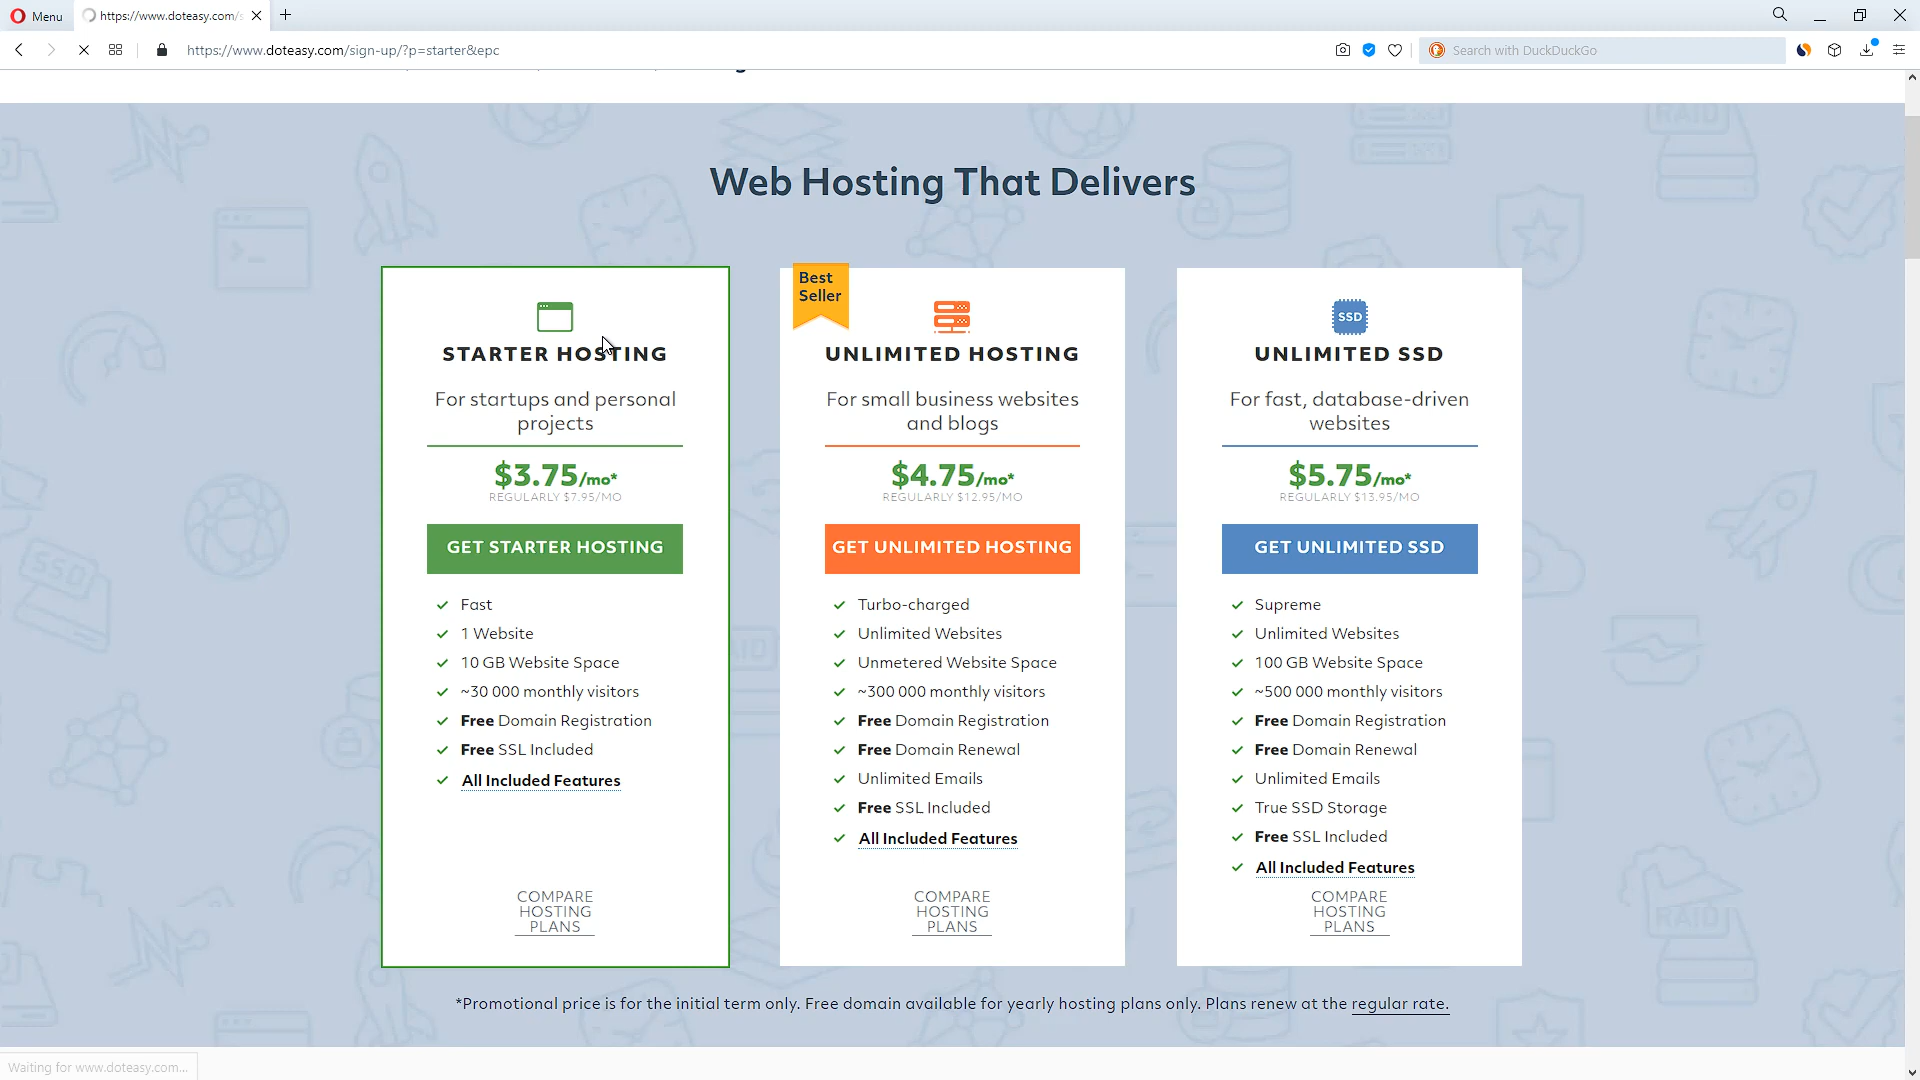 Menu
https://www.doteasy.com/s
https://www.doteasy.com/sign-up/?p=starter&epc
Search with DuckDuckGo
Web Hosting That Delivers
STARTER HOSTING
For startups and personal
projects
$3.75/mo*
REGULARLY $7.95/MO
GET STARTER HOSTING
Fast
1 Website
10 GB Website Space
~30 000 monthly visitors
Free Domain Registration
Free SSL Included
All Included Features
COMPARE
HOSTING
PLANS
Best
Seller
UNLIMITED HOSTING
For small business websites
and blogs
$4.75/mo*
REGULARLY $12.95/MO
GET UNLIMITED HOSTING
Turbo-charged
Unlimited Websites
Unmetered Website Space
~300 000 monthly visitors
Free Domain Registration
Free Domain Renewal
Unlimited Emails
Free SSL Included
All Included Features
COMPARE
HOSTING
PLANS
SSD
UNLIMITED SSD
For fast, database-driven
websites
$5.75/mo*
REGULARLY $13.95/MO
GET UNLIMITED SSD
Supreme
Unlimited Websites
100 GB Website Space
~500 000 monthly visitors
Free Domain Registration
Free Domain Renewal
Unlimited Emails
True SSD Storage
Free SSL Included
All Included Features
COMPARE
HOSTING
PLANS
*Promotional price is for the initial term only. Free domain available for yearly hosting plans only. Plans renew at the regular rate.
Waiting for www.doteasy.com...
RAID
SSD
RAID
RAID